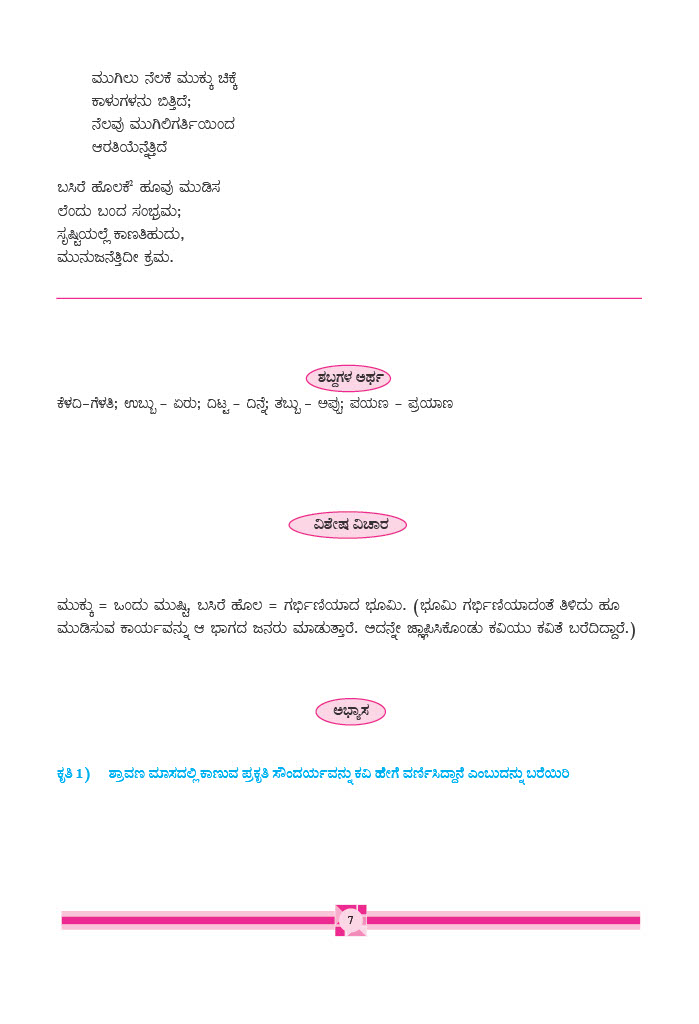 ಮುಗಿಲು ನೆಲಕೆ ಮುಕ್ಕು ಚಿಕ್ಕೆ
ಕಾಳುಗಳನು ಬಿತ್ತಿದೆ;
ನೆಲವು ಮುಗಿಲಿಗರ್ತಿಯಿಂದ
ಆರತಿಯೆನ್ನೆತ್ತಿದೆ
ಬಸಿರೆ ಹೊಲಕೆ² ಹೂವು ಮುಡಿಸ
ಲೆಂದು ಬಂದ ಸಂಭ್ರಮ;
ಸೃಷ್ಟಿಯಲ್ಲೆ ಕಾಣತಿಹುದು,
ಮುನುಜನೆತ್ತಿದೀ ಕ್ರಮ.
ಶಬ್ದಗಳ ಅರ್ಥ
ಕೆಳದಿ–ಗೆಳತಿ; ಉಬ್ಬು – ಏರು; ದಿಟ್ಟ – ದಿನ್ನೆ; ತಬ್ಬು – ಅಪ್ಪು; ಪಯಣ – ಪ್ರಯಾಣ
ವಿಶೇಷ ವಿಚಾರ
ಮುಕ್ಕು = ಒಂದು ಮುಷ್ಟಿ, ಬಸಿರೆ ಹೊಲ = ಗರ್ಭಿಣಿಯಾದ ಭೂಮಿ. (ಭೂಮಿ ಗರ್ಭಿಣಿಯಾದಂತೆ ತಿಳಿದು ಹೂ
ಮುಡಿಸುವ ಕಾರ್ಯವನ್ನು ಆ ಭಾಗದ ಜನರು ಮಾಡುತ್ತಾರೆ. ಅದನ್ನೇ ಜ್ಞಾಪಿಸಿಕೊಂಡು ಕವಿಯು ಕವಿತೆ ಬರೆದಿದ್ದಾರೆ.)
ಅಭ್ಯಾಸ
ಕೃತಿ 1) ಶ್ರಾವಣ ಮಾಸದಲ್ಲಿ ಕಾಣುವ ಪ್ರಕೃತಿ ಸೌಂದರ್ಯವನ್ನು ಕವಿ ಹೇಗೆ ವರ್ಣಿಸಿದ್ದಾನೆ ಎಂಬುದನ್ನು ಬರೆಯಿರಿ
7